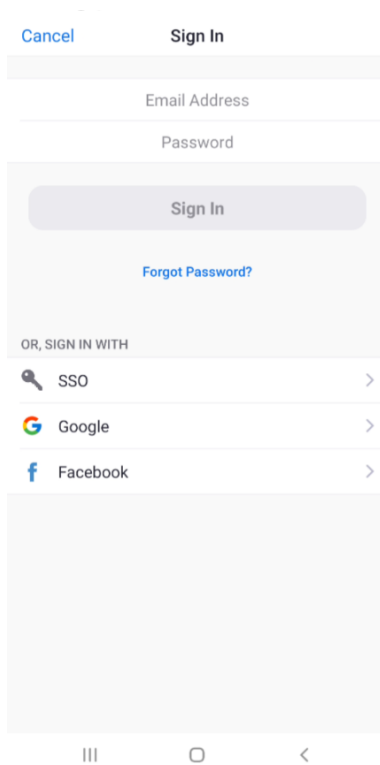 Cancel Sign In
Email Address
Password
Sign In
Forgot Password?
OR, SIGN IN WITH
SSO
Google
Facebook